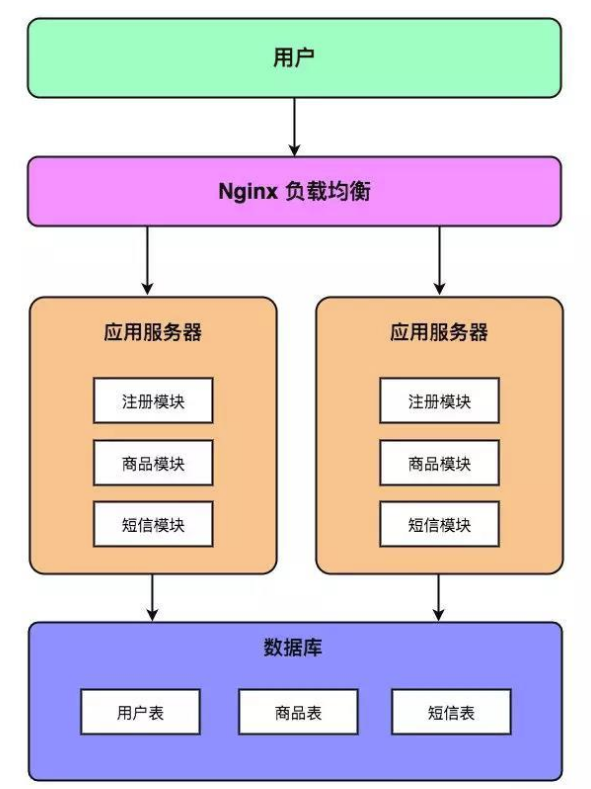 用户
Nginx 负载均衡
应用服务器
注册模块
商品模块
短信模块
应用服务器
注册模块
商品模块
短信模块
数据库
用户表
商品表
短信表